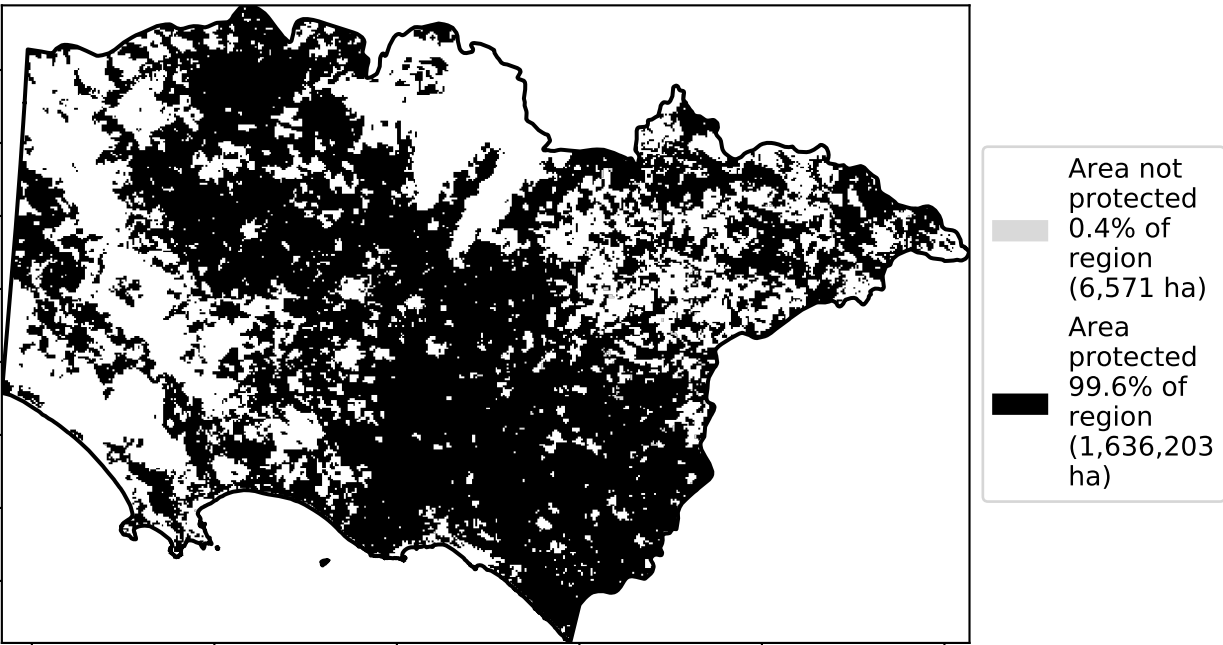 Area not
protected
0.4% of
region
(6,571 ha)
Area
protected
99.6% of
region
(1,636,203
ha)